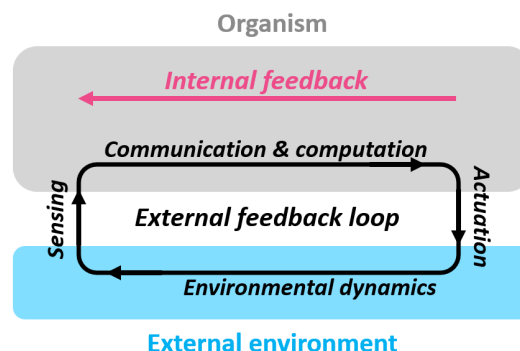 Organism
Internal feedback
Communication & computation
Sensing
Actuation
External feedback loop
Environmental dynamics
External environment